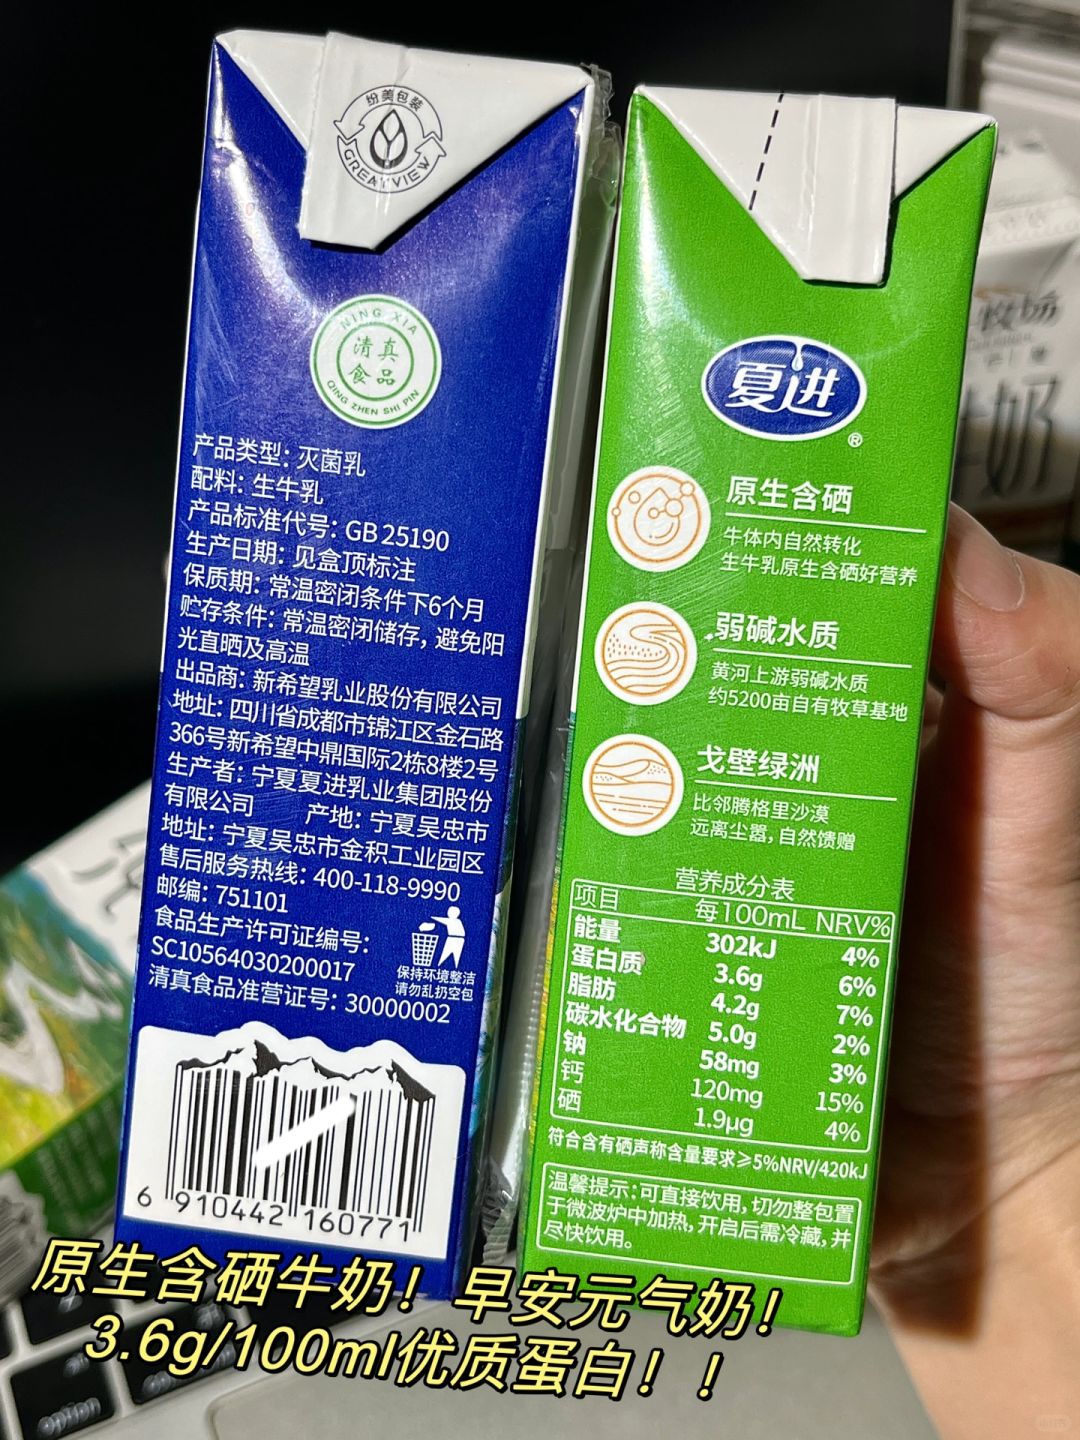 纷美包装
GREATVIEW
NING XIA
清真
食品
QING ZHEN SHI PIN
产品类型: 灭菌乳
配料: 生牛乳
产品标准代号: GB 25190
生产日期: 见盒顶标注
保质期: 常温密闭条件下6个月
贮存条件: 常温密闭储存, 避免阳
光直晒及高温
出品商: 新希望乳业股份有限公司
地址: 四川省成都市锦江区金石路
366号新希望中鼎国际2栋8楼2号
生产者: 宁夏夏进乳业集团股份
有限公司 产地: 宁夏吴忠市
地址: 宁夏吴忠市金积工业园区
售后服务热线: 400-118-9990
邮编: 751101
食品生产许可证编号:
SC10564030200017
清真食品准营证号: 30000002
保持环境整洁
请勿乱扔空包
6 910442 160771
夏进
®
原生含硒
牛体内自然转化
生牛乳原生含硒好营养
弱碱水质
黄河上游弱碱水质
约5200亩自有牧草基地
戈壁绿洲
比邻腾格里沙漠
远离尘嚣, 自然馈赠
营养成分表
项目 每100mL NRV%
能量 302kJ 4%
蛋白质 3.6g 6%
脂肪 4.2g 7%
碳水化合物 5.0g 2%
钠 58mg 3%
钙 120mg 15%
硒 1.9μg 4%
符合含有硒声称含量要求≥5%NRV/420kJ
温馨提示: 可直接饮用, 切勿整包置
于微波炉中加热, 开启后需冷藏, 并
尽快饮用。
牧场
牛奶
option
原生含硒牛奶！早安元气奶！
3.6g/100ml优质蛋白！！